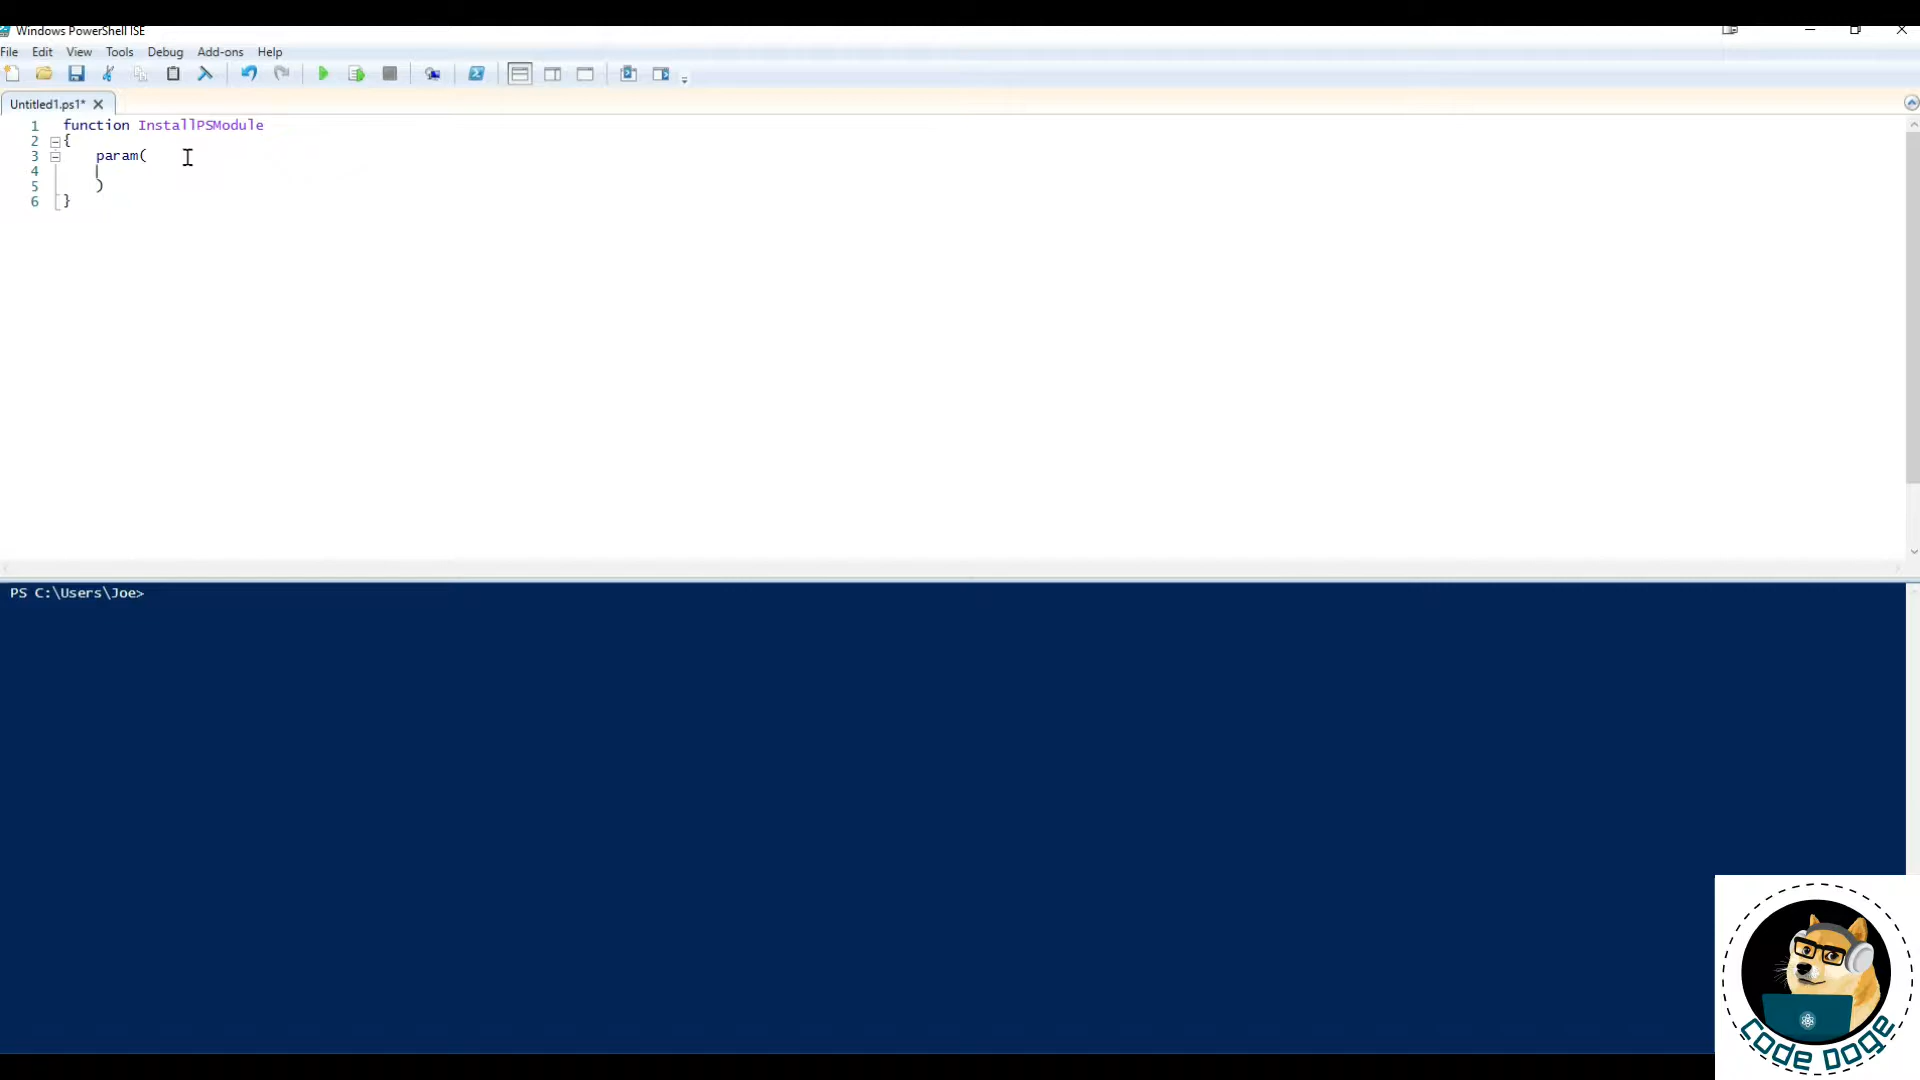 Windows PowerShell ISE
File Edit View Tools Debug Add-ons Help
Untitled1.ps1*
1 function InstallPSModule
2 {
3 param(
4
5 )
6 }
PS C:\Users\Joe>
Code Doge